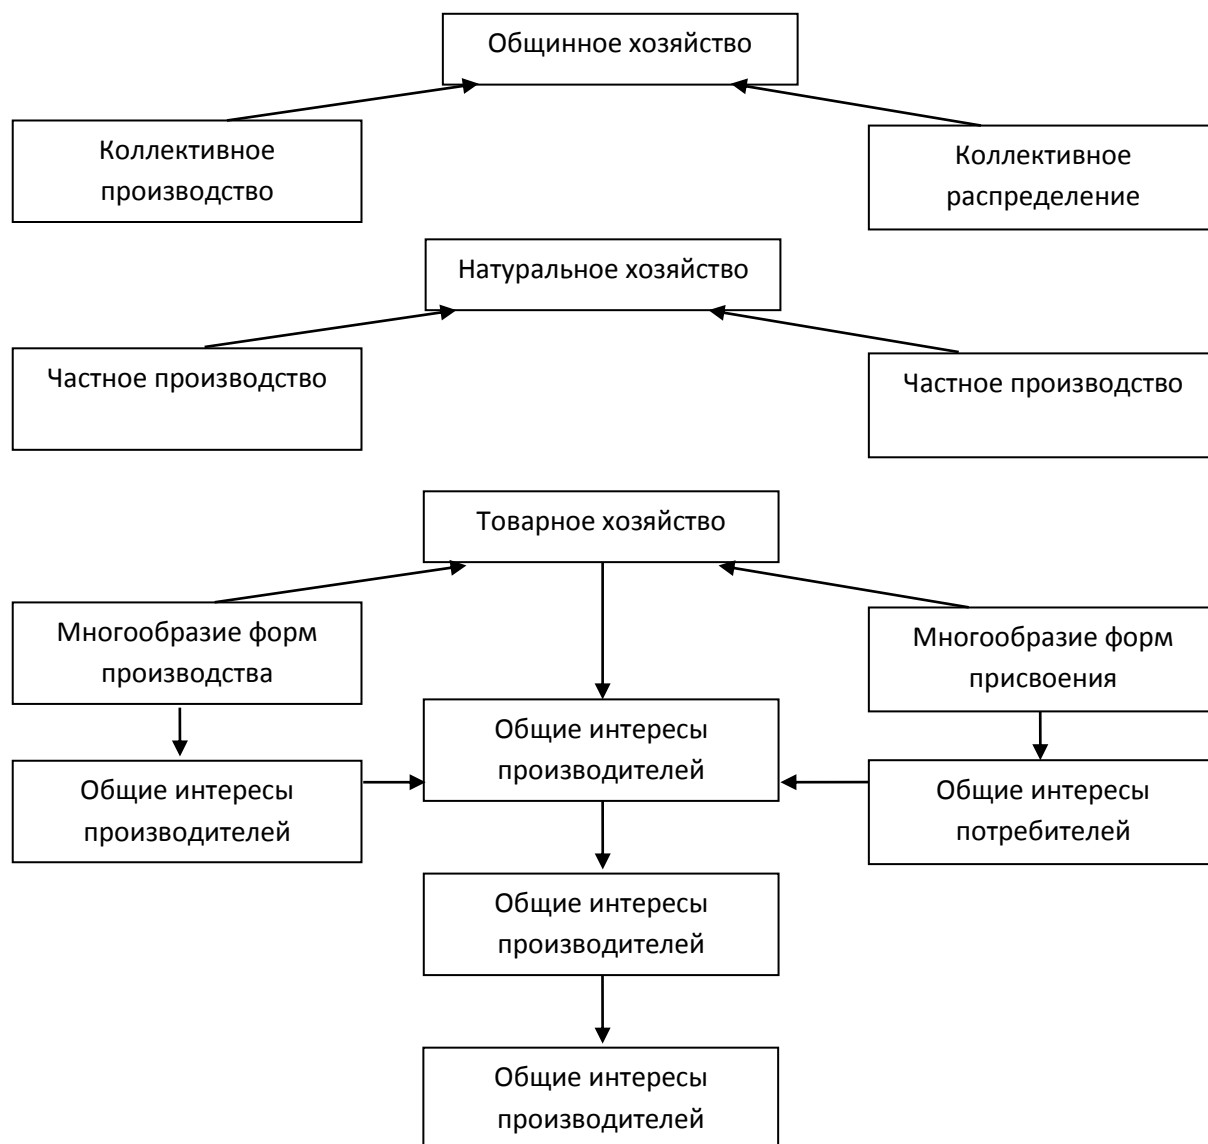 Общинное хозяйство
Коллективное
производство
Коллективное
распределение
Натуральное хозяйство
Частное производство
Частное производство
Товарное хозяйство
Многообразие форм
производства
Многообразие форм
присвоения
Общие интересы
производителей
Общие интересы
производителей
Общие интересы
потребителей
Общие интересы
производителей
Общие интересы
производителей